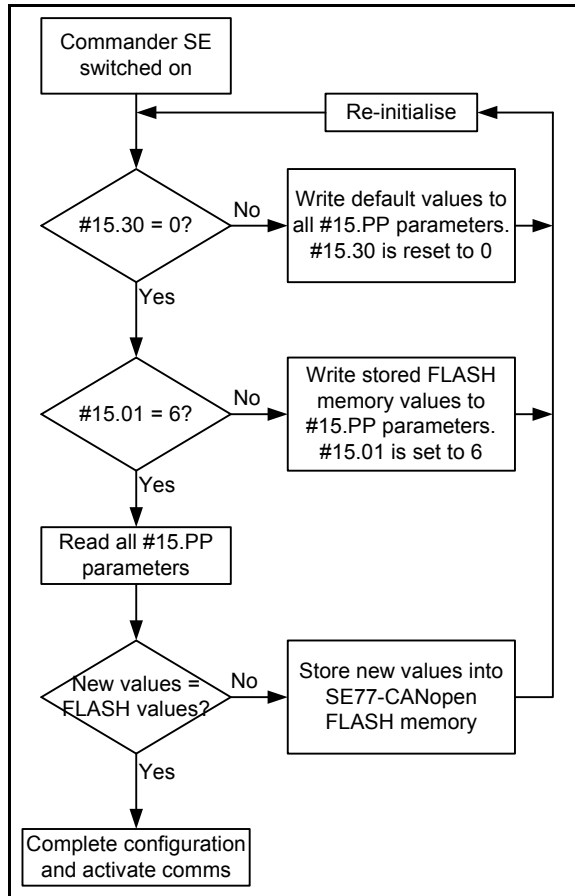 Commander SE
switched on
Re-initialise
#15.30 = 0?
No
Write default values to
all #15.PP parameters.
#15.30 is reset to 0
Yes
#15.01 = 6?
No
Write stored FLASH
memory values to
#15.PP parameters.
#15.01 is set to 6
Yes
Read all #15.PP
parameters
New values =
FLASH values?
No
Store new values into
SE77-CANopen
FLASH memory
Yes
Complete configuration
and activate comms